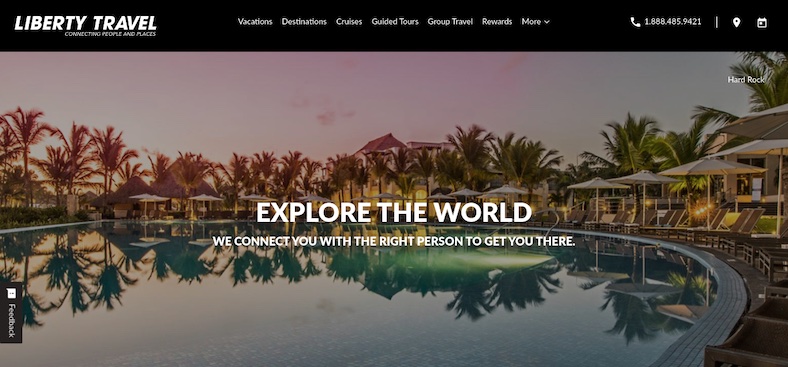 LIBERTY TRAVEL
CONNECTING PEOPLE AND PLACES
Vacations Destinations Cruises Guided Tours Group Travel Rewards More
1.888.485.9421
Hard Rock
EXPLORE THE WORLD
WE CONNECT YOU WITH THE RIGHT PERSON TO GET YOU THERE.
Feedback